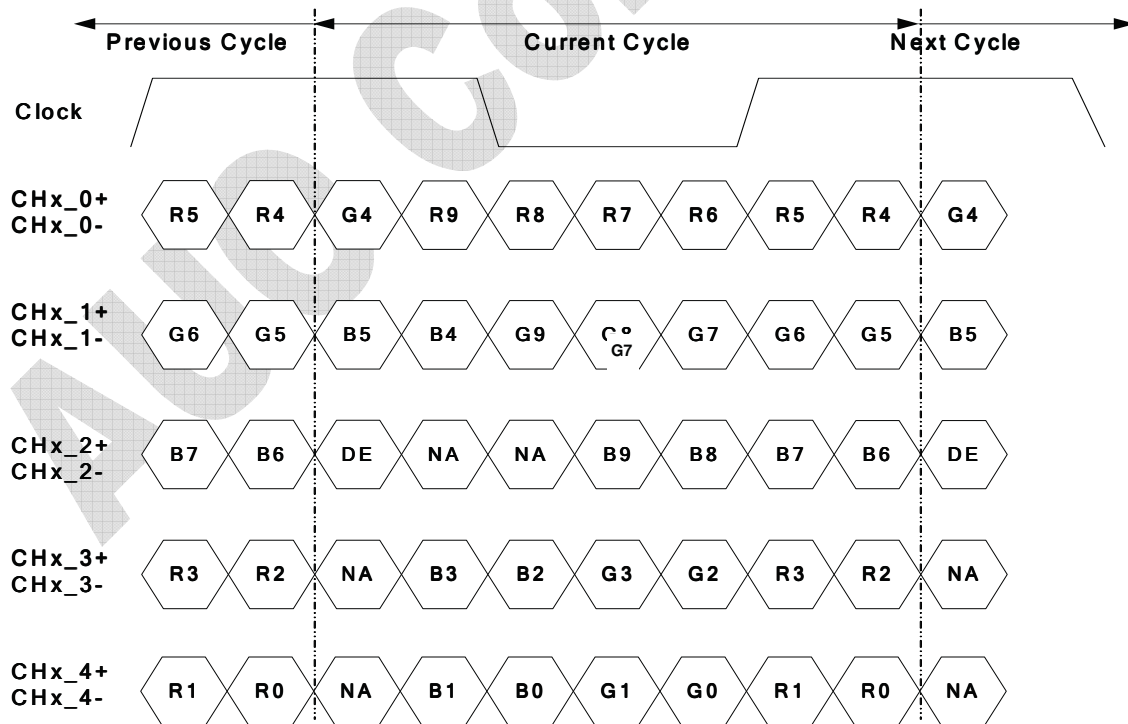 Previous Cycle Current Cycle Next Cycle
Clock
CHx_0+
CHx_0-
R5 R4 G4 R9 R8 R7 R6 R5 R4 G4
CHx_1+
CHx_1-
G6 G5 B5 B4 G9 G7 G7 G6 G5 B5
CHx_2+
CHx_2-
B7 B6 DE NA NA B9 B8 B7 B6 DE
CHx_3+
CHx_3-
R3 R2 NA B3 B2 G3 G2 R3 R2 NA
CHx_4+
CHx_4-
R1 R0 NA B1 B0 G1 G0 R1 R0 NA